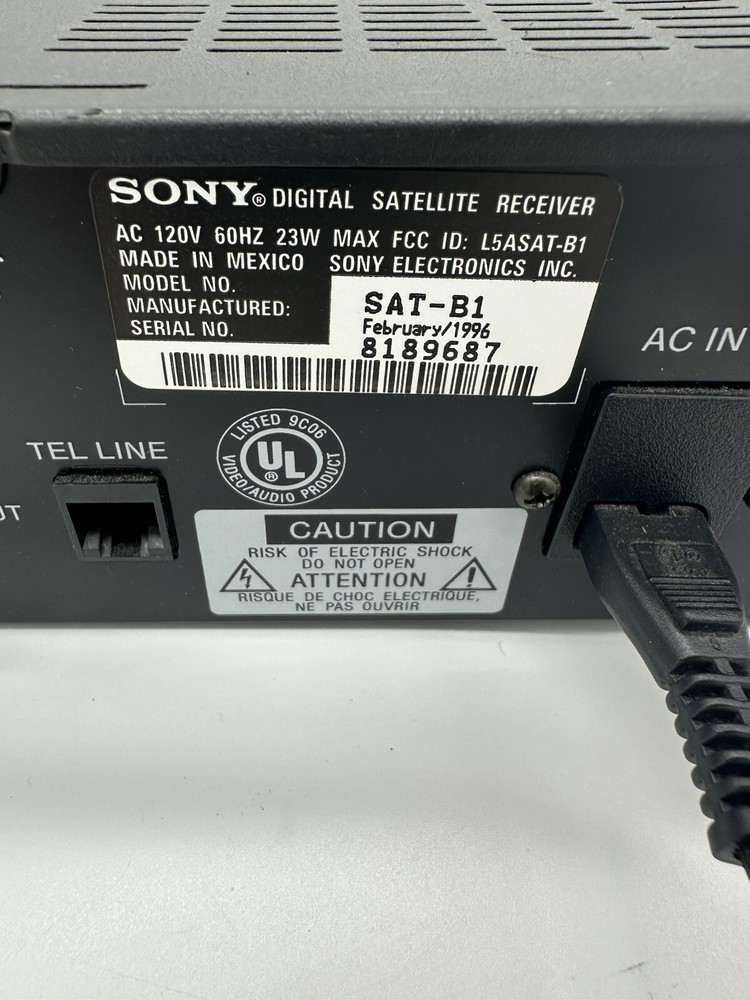 SONY® DIGITAL SATELLITE RECEIVER
AC 120V 60HZ 23W MAX FCC ID: L5ASAT-B1
MADE IN MEXICO SONY ELECTRONICS INC.
MODEL NO. SAT-B1
MANUFACTURED: February/1996
SERIAL NO. 8189687
AC IN
TEL LINE
LISTED 9C06
UL®
VIDEO/AUDIO PRODUCT
CAUTION
RISK OF ELECTRIC SHOCK
DO NOT OPEN
ATTENTION
RISQUE DE CHOC ELECTRIQUE,
NE PAS OUVRIR